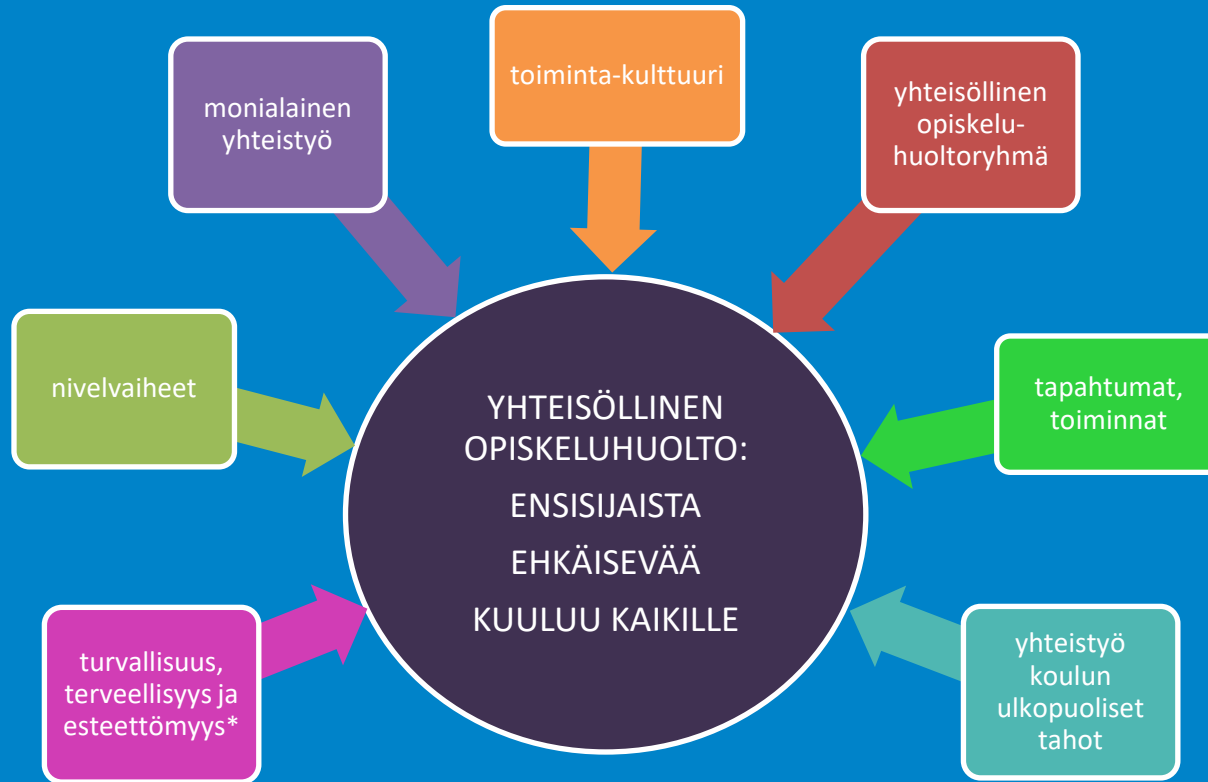 toiminta-kulttuuri
monialainen
yhteistyö
yhteisöllinen
opiskelu-
huoltoryhmä
nivelvaiheet
tapahtumat,
toiminnat
YHTEISÖLLINEN
OPISKELUHUOLTO:
ENSISIJAISTA
EHKÄISEVÄÄ
KUULUU KAIKILLE
turvallisuus,
terveellisyys ja
esteettömyys*
yhteistyö
koulun
ulkopuoliset
tahot